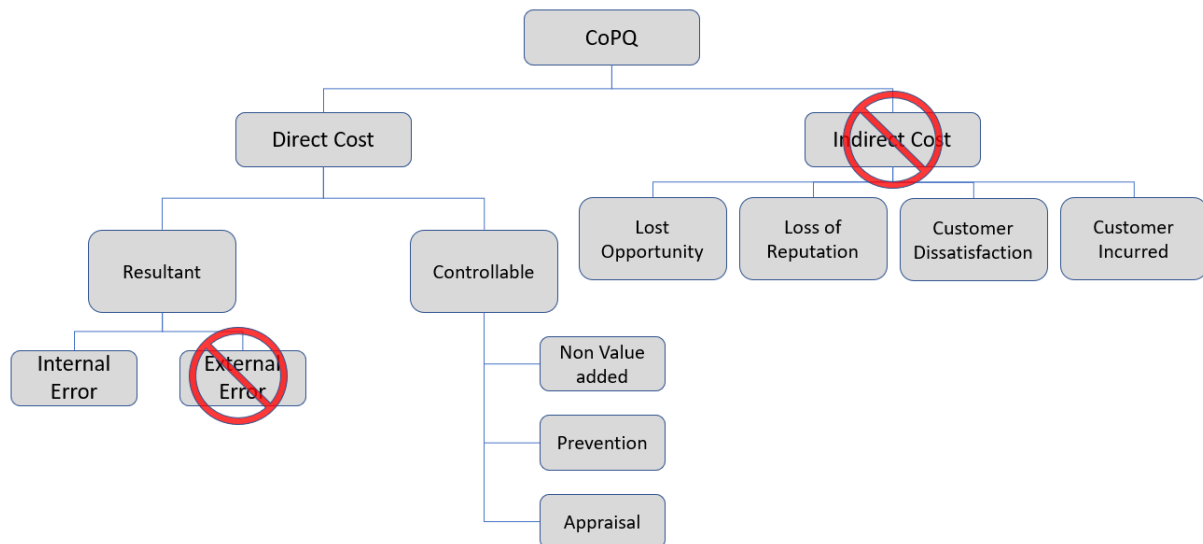 CoPQ
Direct Cost
Indirect Cost
Lost
Opportunity
Loss of
Reputation
Customer
Dissatisfaction
Customer
Incurred
Resultant
Controllable
Internal
Error
External
Error
Non Value
added
Prevention
Appraisal